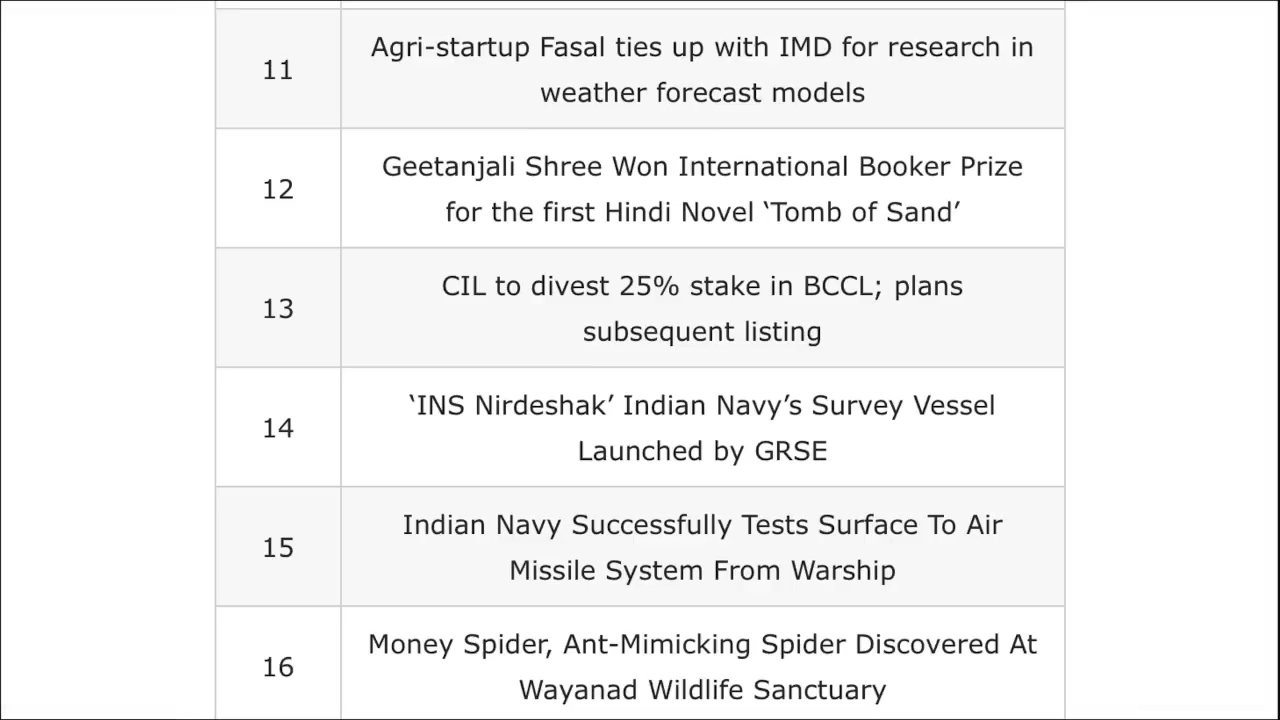 11
Agri-startup Fasal ties up with IMD for research in
weather forecast models
12
Geetanjali Shree Won International Booker Prize
for the first Hindi Novel ‘Tomb of Sand’
13
CIL to divest 25% stake in BCCL; plans
subsequent listing
14
‘INS Nirdeshak’ Indian Navy’s Survey Vessel
Launched by GRSE
15
Indian Navy Successfully Tests Surface To Air
Missile System From Warship
16
Money Spider, Ant-Mimicking Spider Discovered At
Wayanad Wildlife Sanctuary